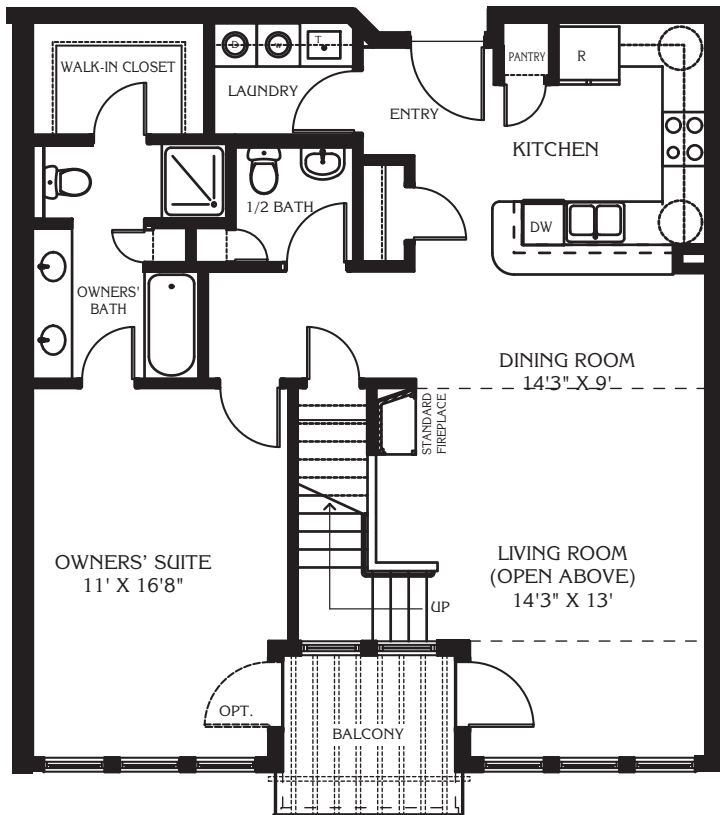 WALK-IN CLOSET
D
W
T
LAUNDRY
ENTRY
PANTRY
R
KITCHEN
1/2 BATH
DW
OWNERS'
BATH
DINING ROOM
14'3" X 9'
STANDARD
FIREPLACE
OWNERS' SUITE
11' X 16'8"
LIVING ROOM
(OPEN ABOVE)
14'3" X 13'
UP
OPT.
BALCONY